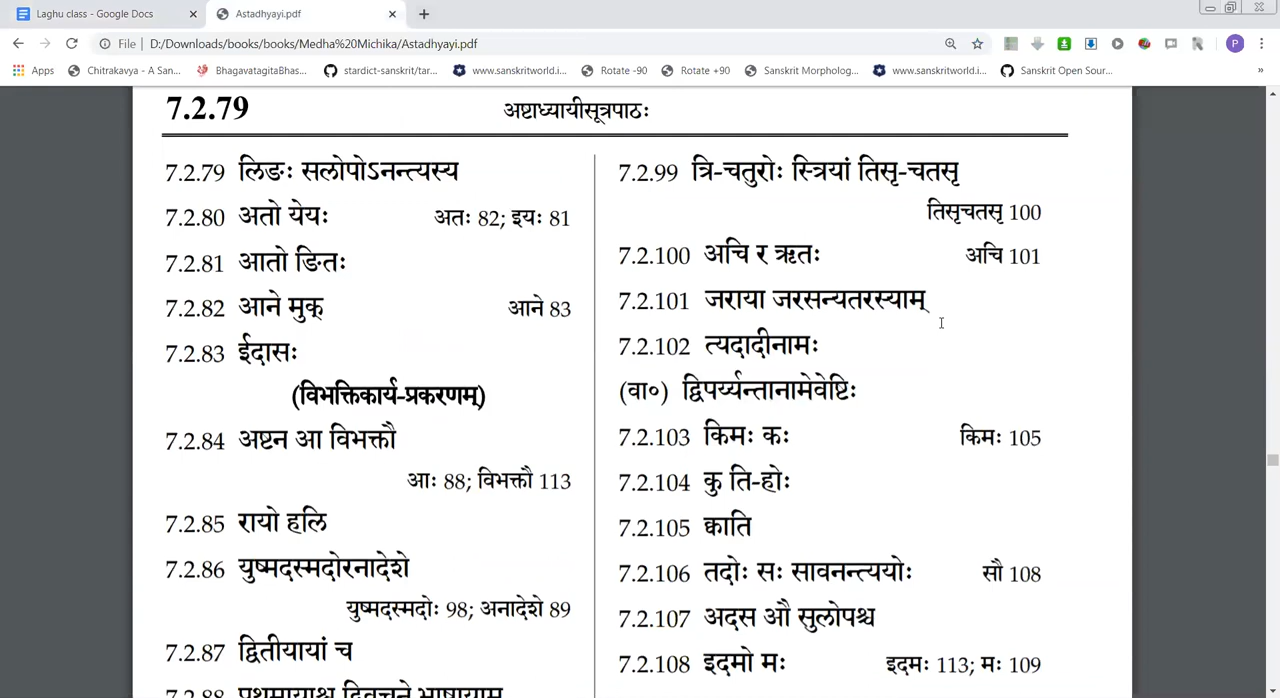 Laghu class - Google Docs
Astadhyayi.pdf
File
D:/Downloads/books/books/Medha%20Michika/Astadhyayi.pdf
Apps
Chitrakavya - A San...
BhagavatagitaBhas...
stardict-sanskrit/tar...
www.sanskritworld.i...
Rotate -90
Rotate +90
Sanskrit Morpholog...
www.sanskritworld.i...
Sanskrit Open Sour...
7.2.79 अष्टाध्यायीसूत्रपाठः
7.2.79 लिङः सलोपोऽनन्त्यस्य
7.2.80 अतो येयः अतः 82; इयः 81
7.2.81 आतो ङितः
7.2.82 आने मुक् आने 83
7.2.83 ईदासः
(विभक्तिकार्य-प्रकरणम्)
7.2.84 अष्टन आ विभक्तौ
आः 88; विभक्तौ 113
7.2.85 रायो हलि
7.2.86 युष्मदस्मदोरनादेशे
युष्मदस्मदोः 98; अनादेशे 89
7.2.87 द्वितीयायां च
7.2.88 प्रथमायाश्च द्विवचने भाषायाम्
7.2.99 त्रि-चतुरोः स्त्रियां तिसृ-चतसृ
तिसृचतसृ 100
7.2.100 अचि र ऋतः अचि 101
7.2.101 जराया जरसन्यतरस्याम्
7.2.102 त्यदादीनामः
(वा०) द्विपर्य्यन्तानामेवेष्टिः
7.2.103 किमः कः किमः 105
7.2.104 कु ति-होः
7.2.105 क्वाति
7.2.106 तदोः सः सावनन्त्ययोः सौ 108
7.2.107 अदस औ सुलोपश्च
7.2.108 इदमो मः इदमः 113; मः 109